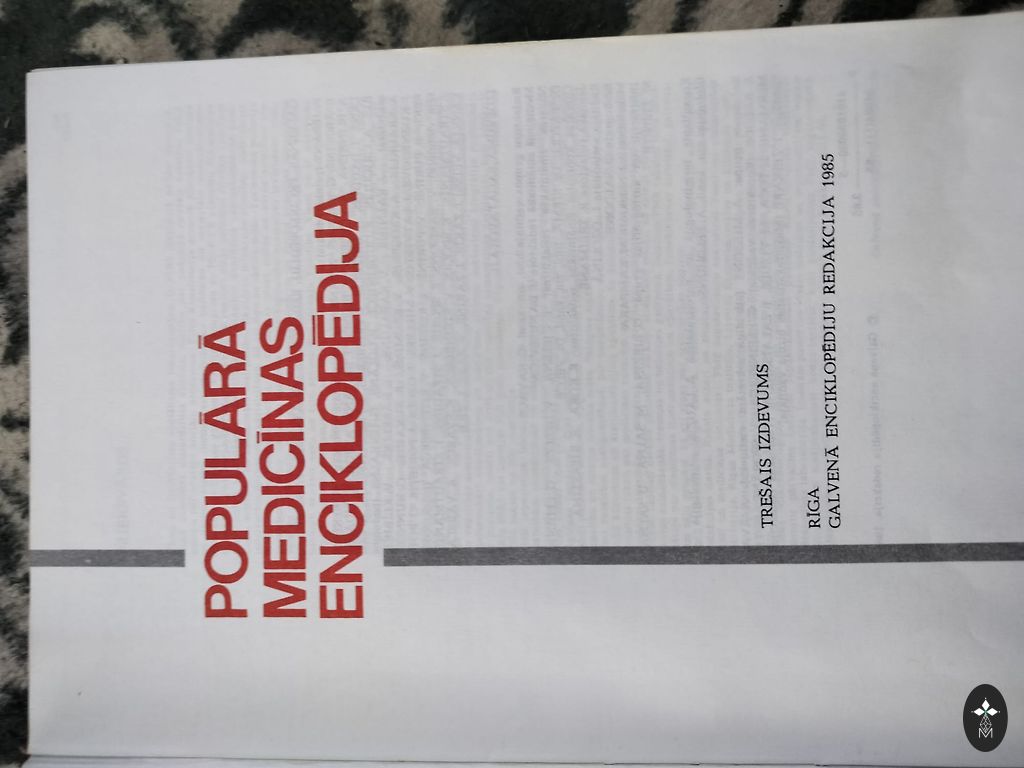 POPULĀRĀ
MEDICĪNAS
ENCIKLOPĒDIJA
TREŠAIS IZDEVUMS
RĪGA
GALVENĀ ENCIKLOPĒDIJU REDAKCIJA 1985
M